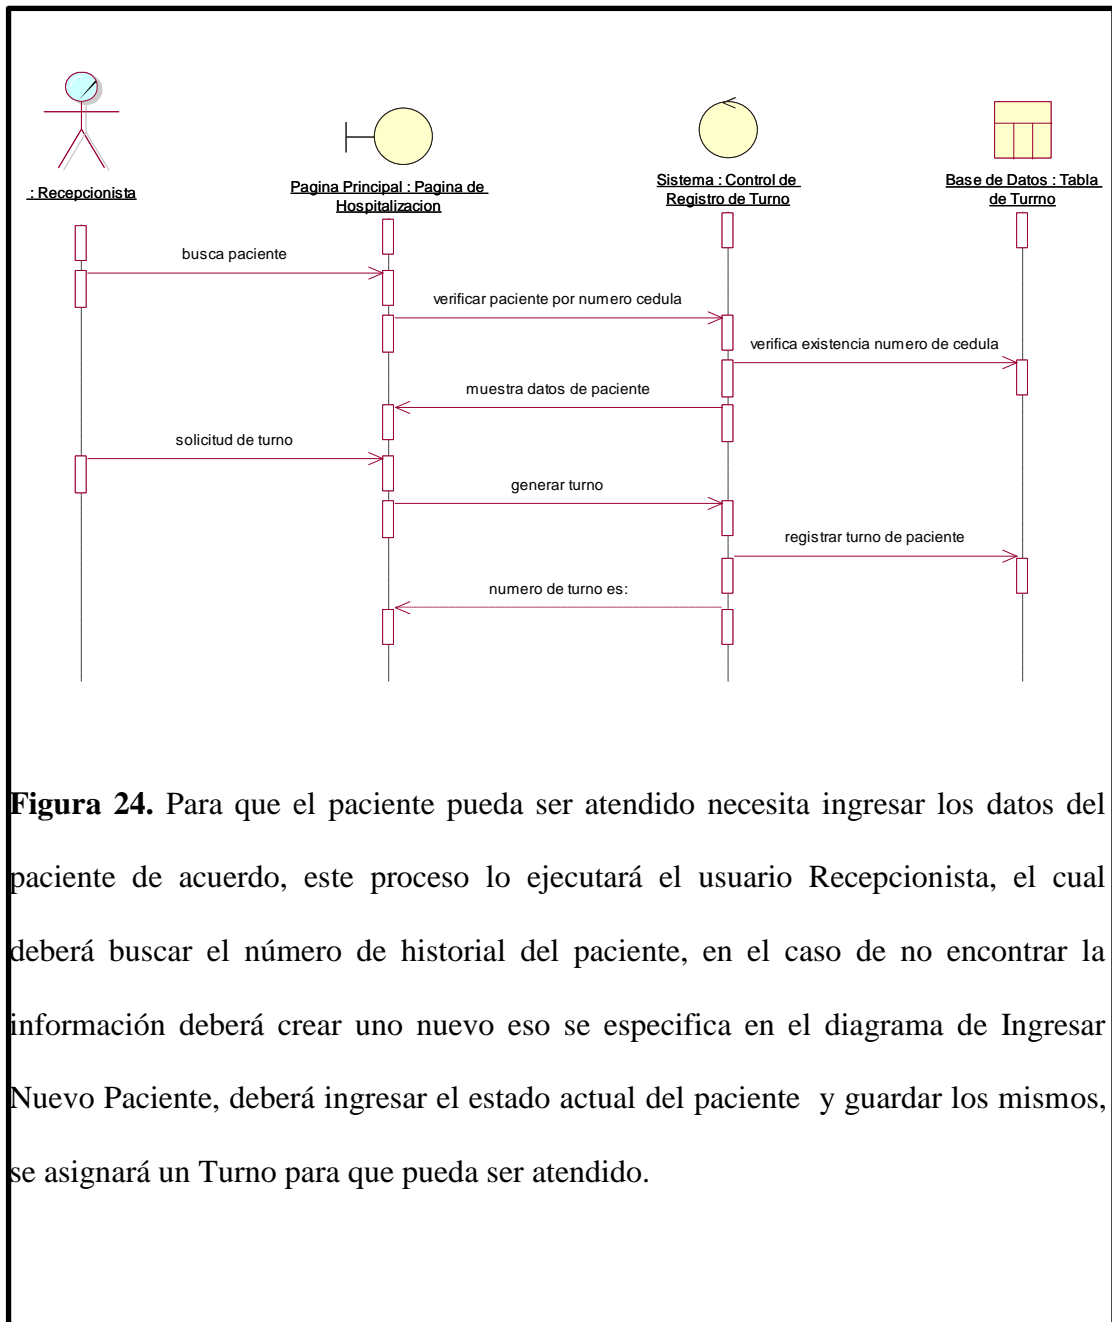 : Recepcionista
Pagina Principal : Pagina de
Hospitalizacion
Sistema : Control de
Registro de Turno
Base de Datos : Tabla
de Turrno
busca paciente
verificar paciente por numero cedula
verifica existencia numero de cedula
muestra datos de paciente
solicitud de turno
generar turno
registrar turno de paciente
numero de turno es:
Figura 24. Para que el paciente pueda ser atendido necesita ingresar los datos del
paciente de acuerdo, este proceso lo ejecutará el usuario Recepcionista, el cual
deberá buscar el número de historial del paciente, en el caso de no encontrar la
información deberá crear uno nuevo eso se especifica en el diagrama de Ingresar
Nuevo Paciente, deberá ingresar el estado actual del paciente y guardar los mismos,
se asignará un Turno para que pueda ser atendido.